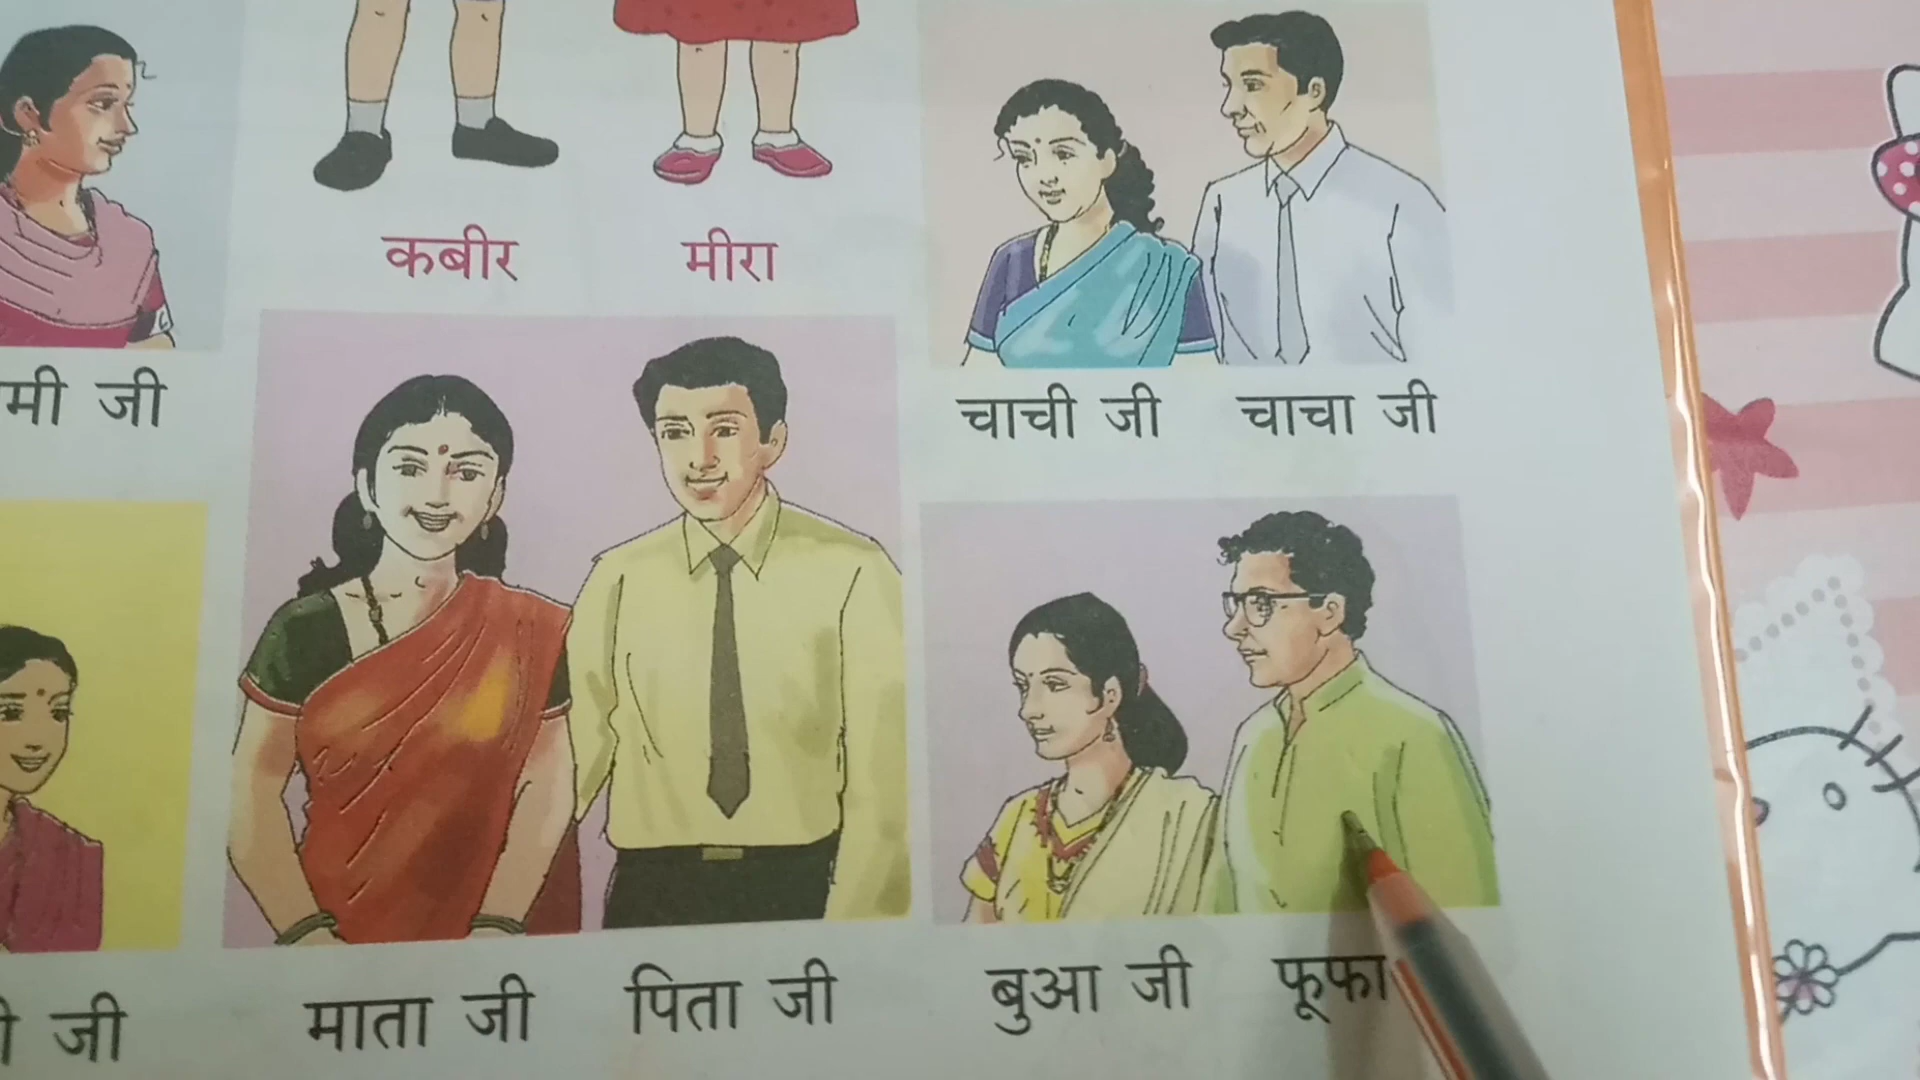 कबीर मीरा
जी
चाची जी चाचा जी
जी
माता जी पिता जी
बुआ जी फूफा